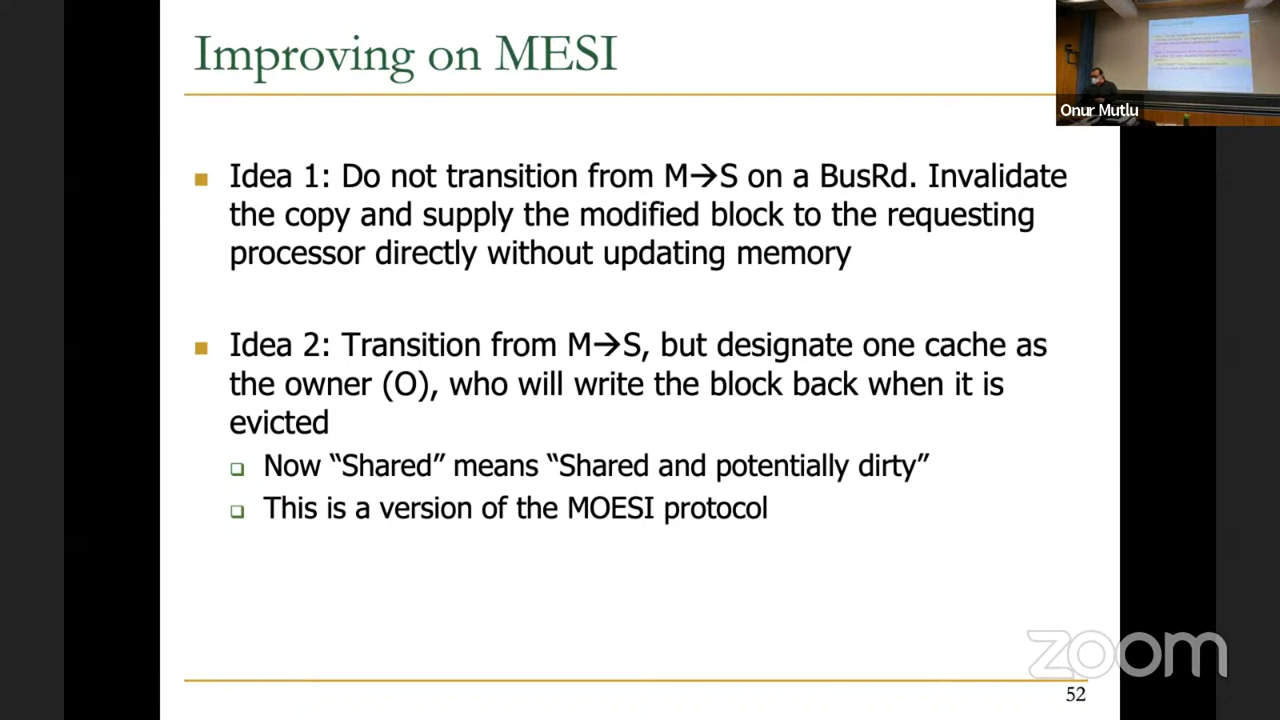 Improving on MESI
Onur Mutlu
Idea 1: Do not transition from M→S on a BusRd. Invalidate
the copy and supply the modified block to the requesting
processor directly without updating memory
Idea 2: Transition from M→S, but designate one cache as
the owner (O), who will write the block back when it is
evicted
Now “Shared” means “Shared and potentially dirty”
This is a version of the MOESI protocol
zoom
52